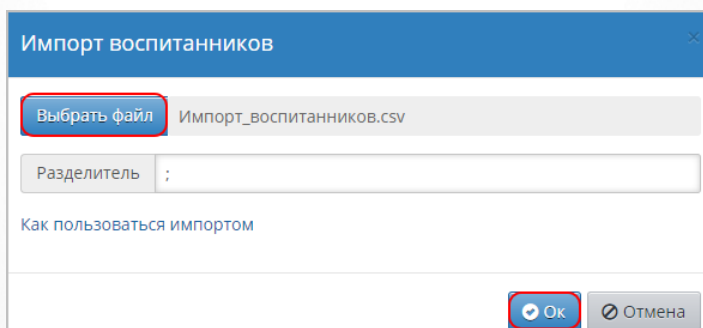 Импорт воспитанников
Выбрать файл Импорт_воспитанников.csv
Разделитель ;
Как пользоваться импортом
Ок Отмена